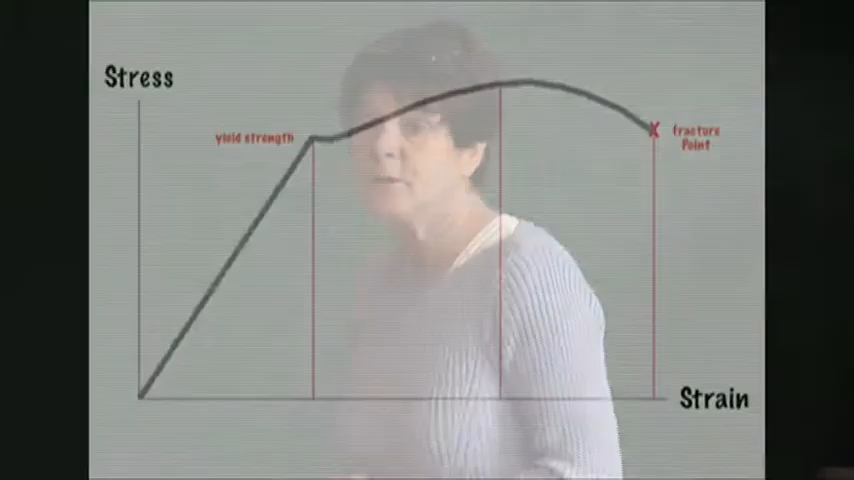 Stress
yield strength
fracture
Point
Strain